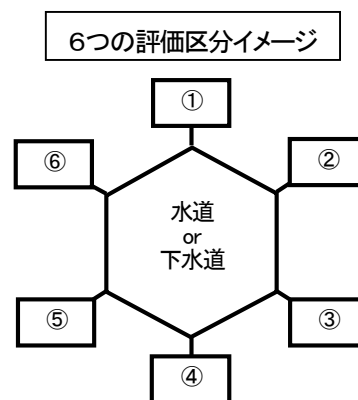 ６つの評価区分イメージ
①
②
③
④
⑤
⑥
水道
or
下水道